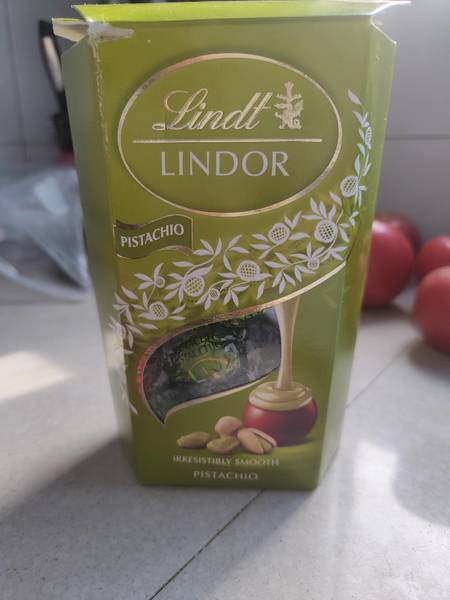 Lindt
LINDOR
PISTACHIO
IRRESISTIBLY SMOOTH
PISTACHIO